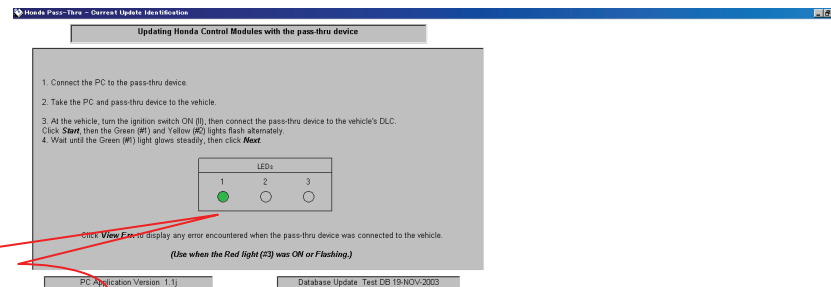 Honda Pass-Thru - Current Update Identification
Updating Honda Control Modules with the pass-thru device
1. Connect the PC to the pass-thru device.
2. Take the PC and pass-thru device to the vehicle.
3. At the vehicle, turn the ignition switch ON (II), then connect the pass-thru device to the vehicle's DLC.
Click Start, then the Green (#1) and Yellow (#2) lights flash alternately.
4. Wait until the Green (#1) light glows steadily, then click Next.
LEDs
1 2 3
Click View Err. to display any error encountered when the pass-thru device was connected to the vehicle.
(Use when the Red light (#3) was ON or Flashing.)
PC Application Version 1.1j
Database Update Test DB 19-NOV-2003